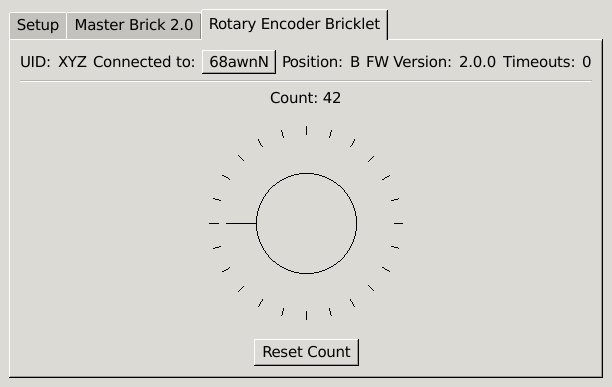 Setup Master Brick 2.0 Rotary Encoder Bricklet
UID: XYZ Connected to: 68awnN Position: B FW Version: 2.0.0 Timeouts: 0
Count: 42
Reset Count